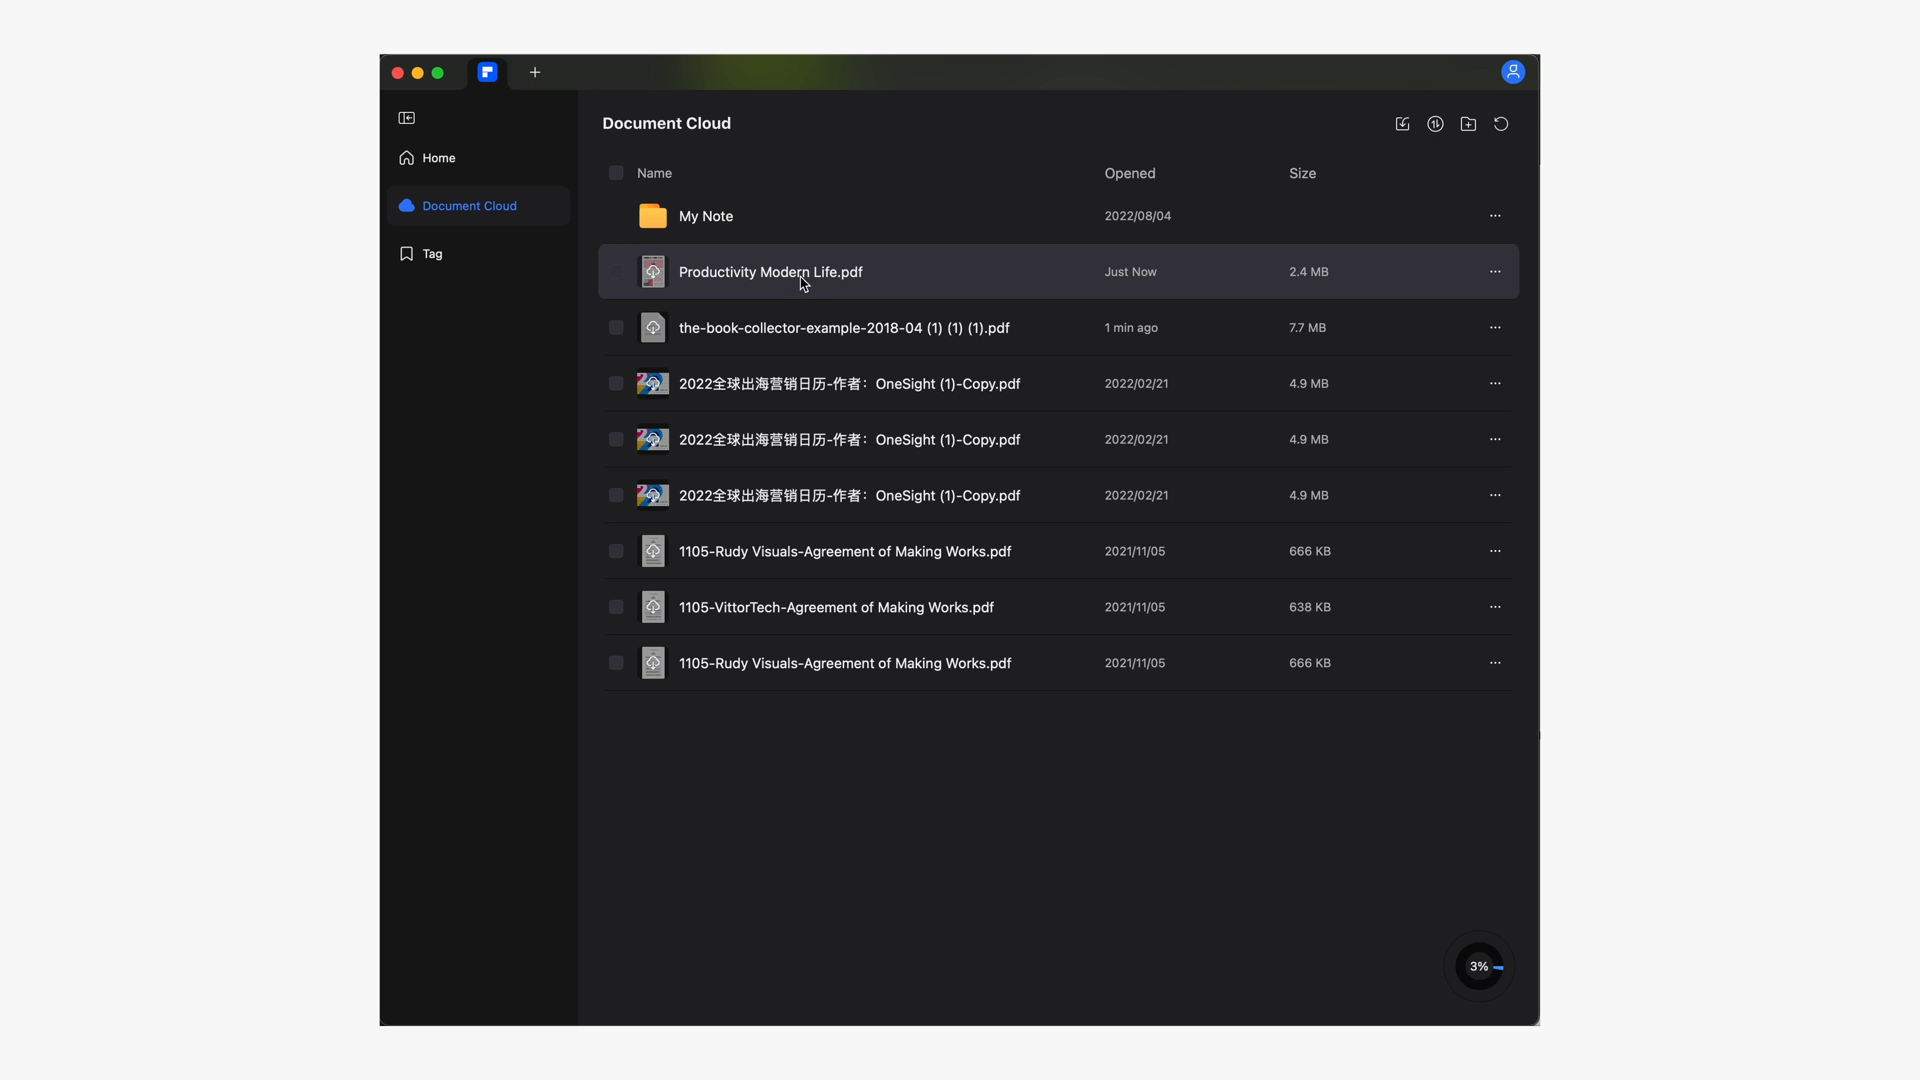 Document Cloud
Home
Document Cloud
Tag
Name Opened Size
My Note 2022/08/04
Productivity Modern Life.pdf Just Now 2.4 MB
the-book-collector-example-2018-04 (1) (1) (1).pdf 1 min ago 7.7 MB
2022全球出海营销日历-作者：OneSight (1)-Copy.pdf 2022/02/21 4.9 MB
2022全球出海营销日历-作者：OneSight (1)-Copy.pdf 2022/02/21 4.9 MB
2022全球出海营销日历-作者：OneSight (1)-Copy.pdf 2022/02/21 4.9 MB
1105-Rudy Visuals-Agreement of Making Works.pdf 2021/11/05 666 KB
1105-VittorTech-Agreement of Making Works.pdf 2021/11/05 638 KB
1105-Rudy Visuals-Agreement of Making Works.pdf 2021/11/05 666 KB
3%